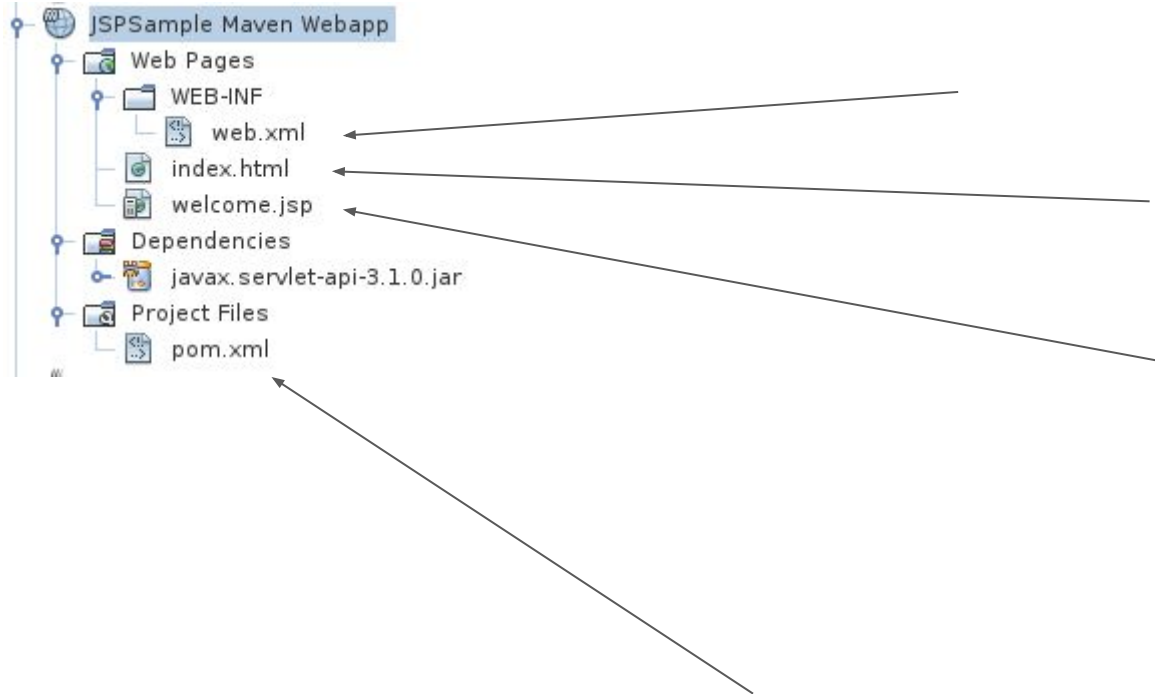 JSPSample Maven Webapp
Web Pages
WEB-INF
web.xml
index.html
welcome.jsp
Dependencies
javax.servlet-api-3.1.0.jar
Project Files
pom.xml